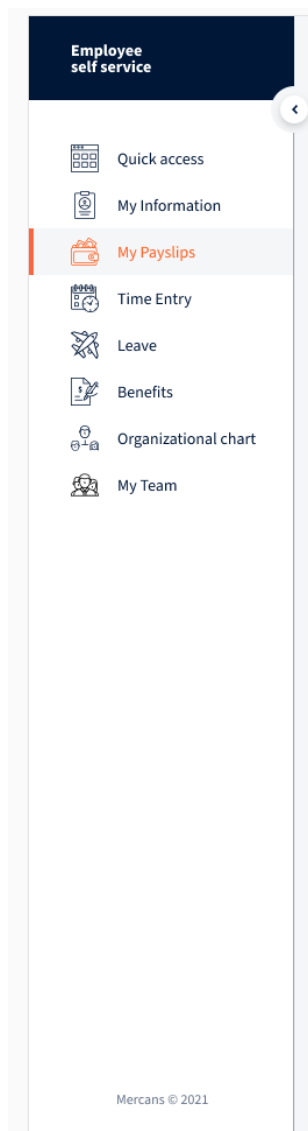 Employee
self service
Quick access
My Information
My Payslips
Time Entry
Leave
Benefits
Organizational chart
My Team
Mercans © 2021